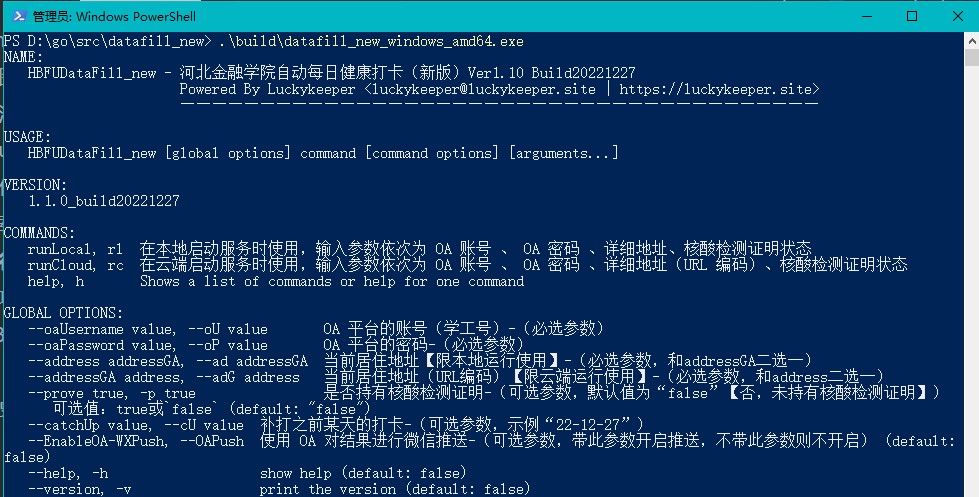 管理员: Windows PowerShell
PS D:\go\src\datafill_new> .\build\datafill_new_windows_amd64.exe
NAME:
HBFUDataFill_new - 河北金融学院自动每日健康打卡（新版）Ver1.10 Build20221227
Powered By Luckykeeper <luckykeeper@luckykeeper.site | https://luckykeeper.site>
————————————————————————————————————————
USAGE:
HBFUDataFill_new [global options] command [command options] [arguments...]
VERSION:
1.1.0_build20221227
COMMANDS:
runLocal, rl 在本地启动服务时使用，输入参数依次为 OA 账号 、 OA 密码 、详细地址、核酸检测证明状态
runCloud, rc 在云端启动服务时使用，输入参数依次为 OA 账号 、 OA 密码 、详细地址（URL 编码）、核酸检测证明状态
help, h Shows a list of commands or help for one command
GLOBAL OPTIONS:
--oaUsername value, --oU value OA 平台的账号（学工号）-（必选参数）
--oaPassword value, --oP value OA 平台的密码-（必选参数）
--address addressGA, --ad addressGA 当前居住地址【限本地运行使用】-（必选参数，和addressGA二选一）
--addressGA address, --adG address 当前居住地址（URL编码）【限云端运行使用】-（必选参数，和address二选一）
--prove true, -p true 是否持有核酸检测证明-（可选参数，默认值为“false”【否，未持有核酸检测证明】）
可选值：true或`false` (default: "false")
--catchUp value, --cU value 补打之前某天的打卡-（可选参数，示例“22-12-27”）
--EnableOA-WXPush, --OAPush 使用 OA 对结果进行微信推送-（可选参数，带此参数开启推送，不带此参数则不开启） (default:
false)
--help, -h show help (default: false)
--version, -v print the version (default: false)